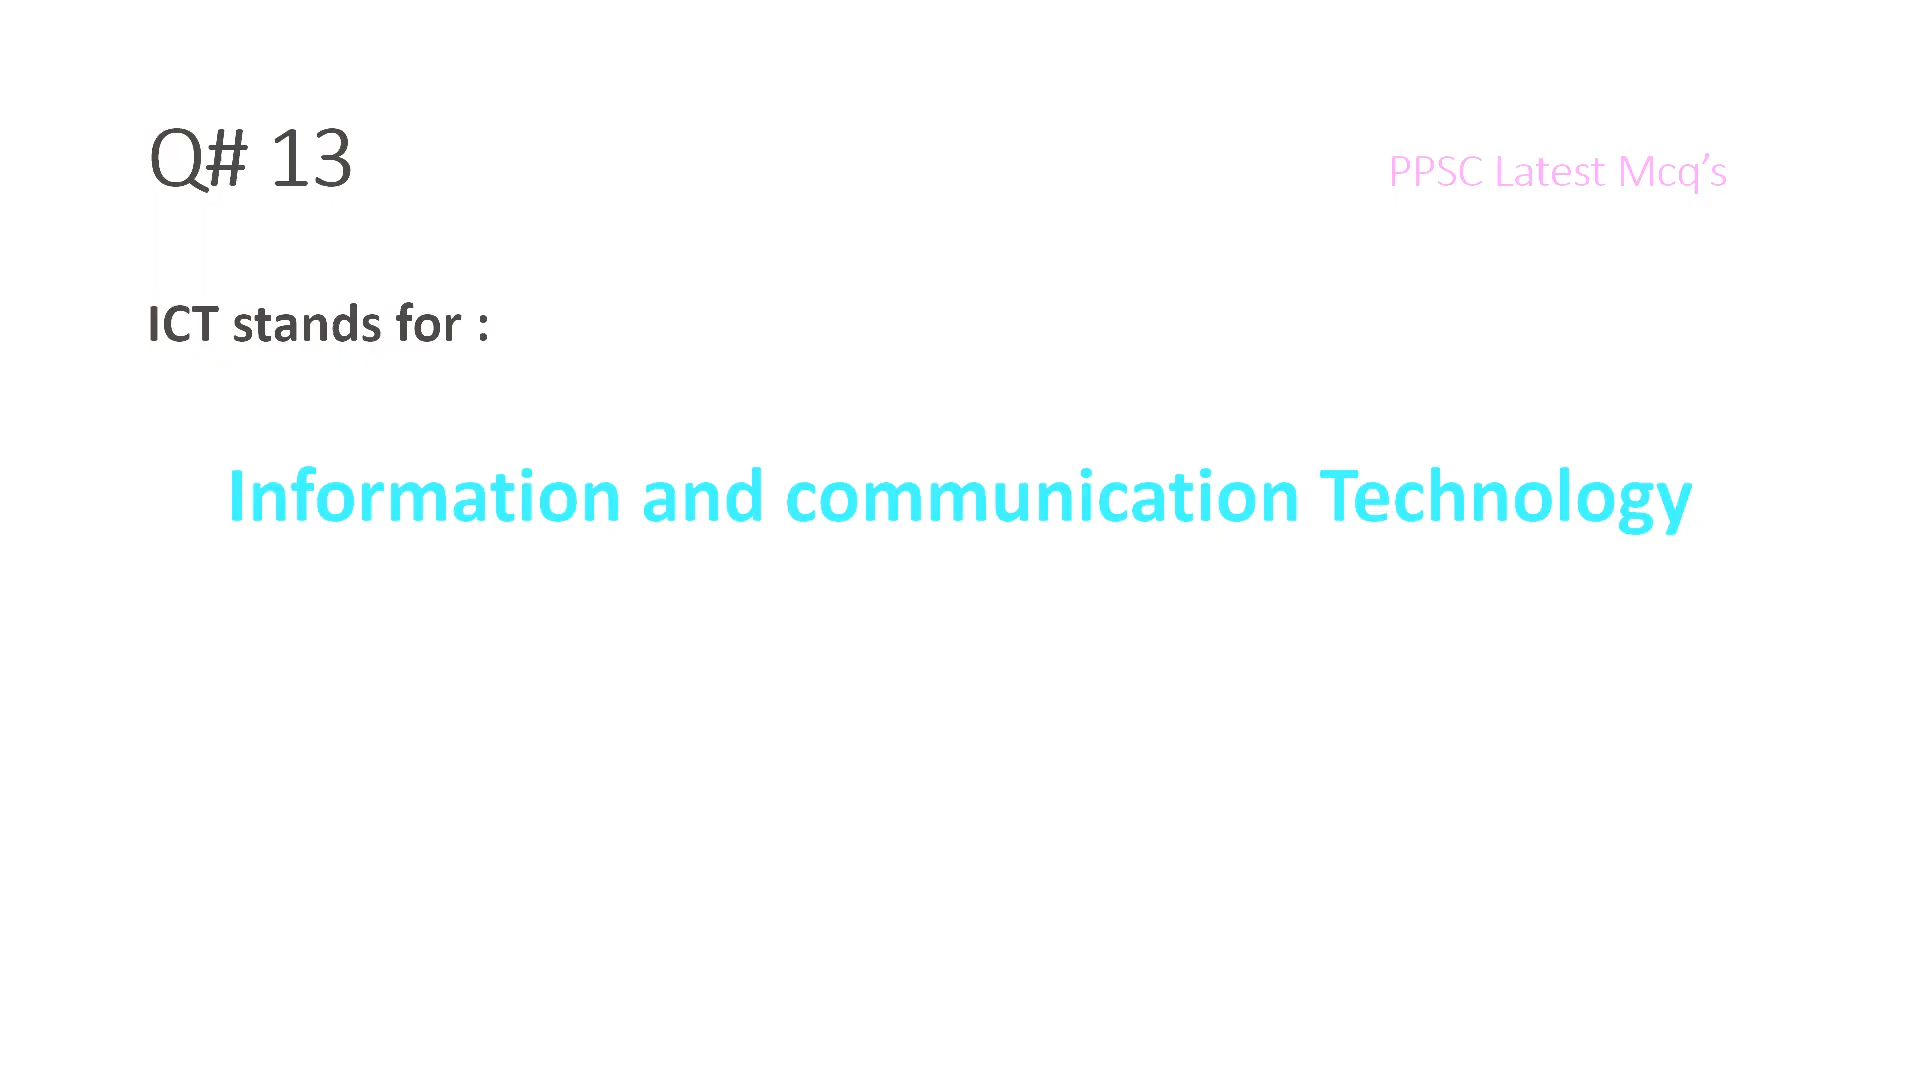 Q# 13
PPSC Latest Mcq’s
ICT stands for :
Information and communication Technology